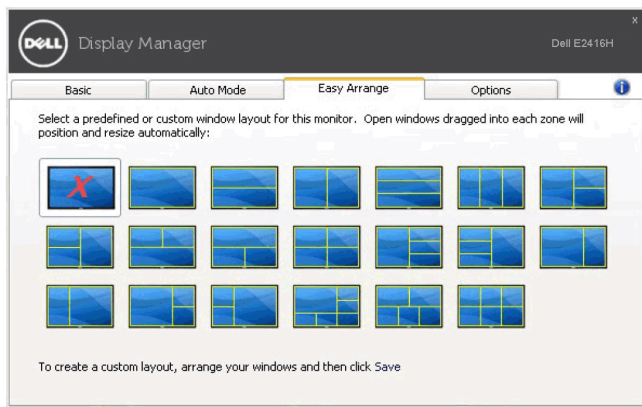 x
DELL Display Manager Dell E2416H
Basic Auto Mode Easy Arrange Options i
Select a predefined or custom window layout for this monitor. Open windows dragged into each zone will
position and resize automatically:
X
To create a custom layout, arrange your windows and then click Save